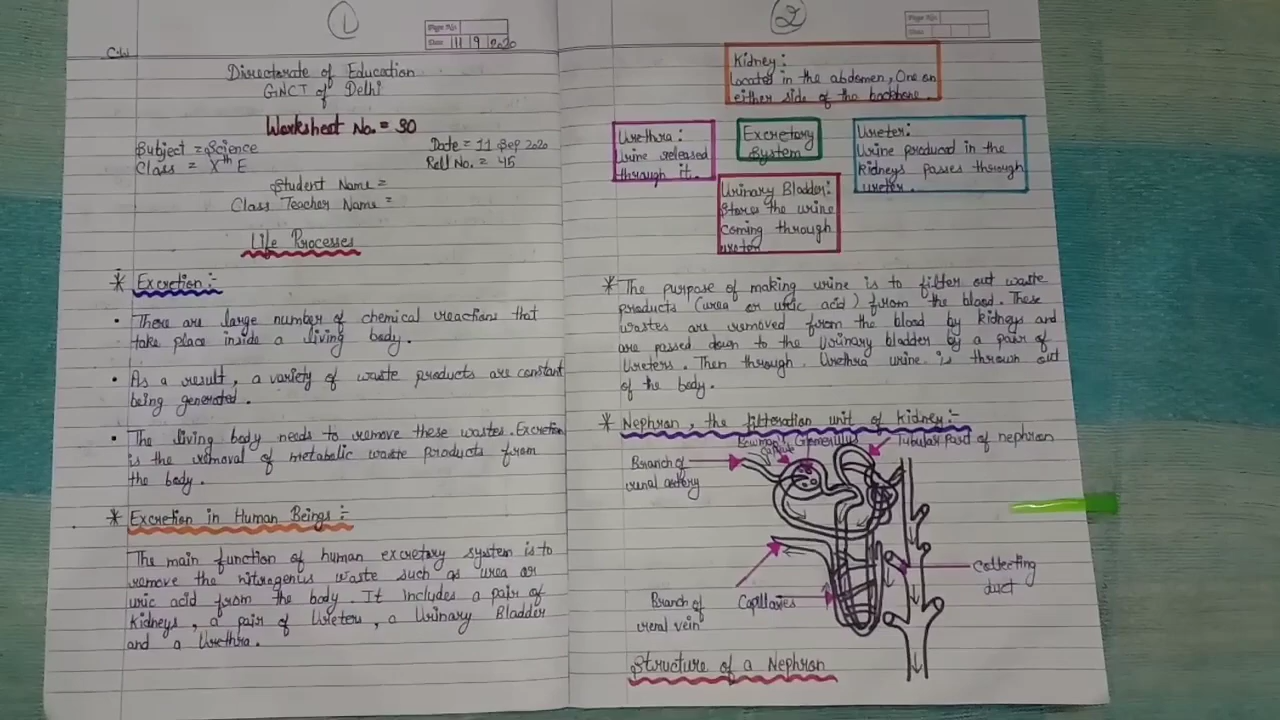 1
Page No.
Date 11 9 2020
C.W
Directorate of Education
GNCT of Delhi
Worksheet No. = 30
Subject = Science
Date = 11 Sep 2020
Class = Xth E
Roll No. = 45
Student Name =
Class Teacher Name =
Life Processes
* Excretion :-
• There are large number of chemical reactions that
take place inside a living body.
• As a result, a variety of waste products are constant
being generated.
• The living body needs to remove these wastes. Excretion
is the removal of metabolic waste products from
the body.
* Excretion in Human Beings :-
The main function of human excretory system is to
remove the nitrogenus waste such as urea or
uric acid from the body. It includes a pair of
Kidneys, a pair of Ureter, a Urinary Bladder
and a Urethra.
2
Page No.
Date
Kidney :
Located in the abdomen, One on
either side of the backbone.
Urethra :
Urine released
through it.
Excretory
System
Ureter :
Urine produced in the
kidneys passes through
ureter.
Urinary Bladder :
Stores the urine
coming through
ureter
* The purpose of making urine is to filter out waste
products (urea or uric acid) from the blood. These
wastes are removed from the blood by kidneys and
are passed down to the Urinary bladder by a pair of
Ureters. Then through Urethra urine is thrown out
of the body.
* Nephron, the filteration unit of kidney :-
Bowman's
Capsule
Glomerulus
Tubular part of nephron
Branch of
renal artery
Collecting
duct
Branch of
renal vein
Capillaries
Structure of a Nephron